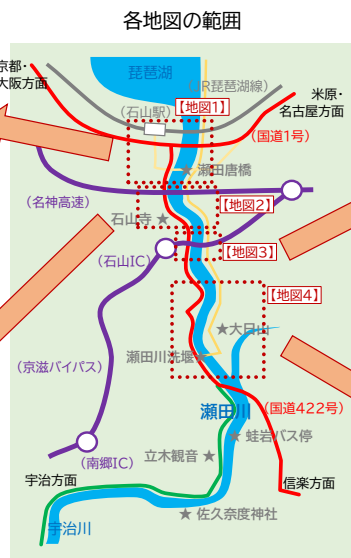 各地図の範囲
京都・
大阪方面
琵琶湖
(JR琵琶湖線)
米原・
名古屋方面
(石山駅)
【地図1】
(国道1号)
瀬田唐橋
(名神高速)
【地図2】
石山寺
【地図3】
(石山IC)
【地図4】
大日山
瀬田川洗堰
(京滋バイパス)
瀬田川
(国道422号)
蛙岩バス停
立木観音
(南郷IC)
宇治方面
信楽方面
佐久奈度神社
宇治川